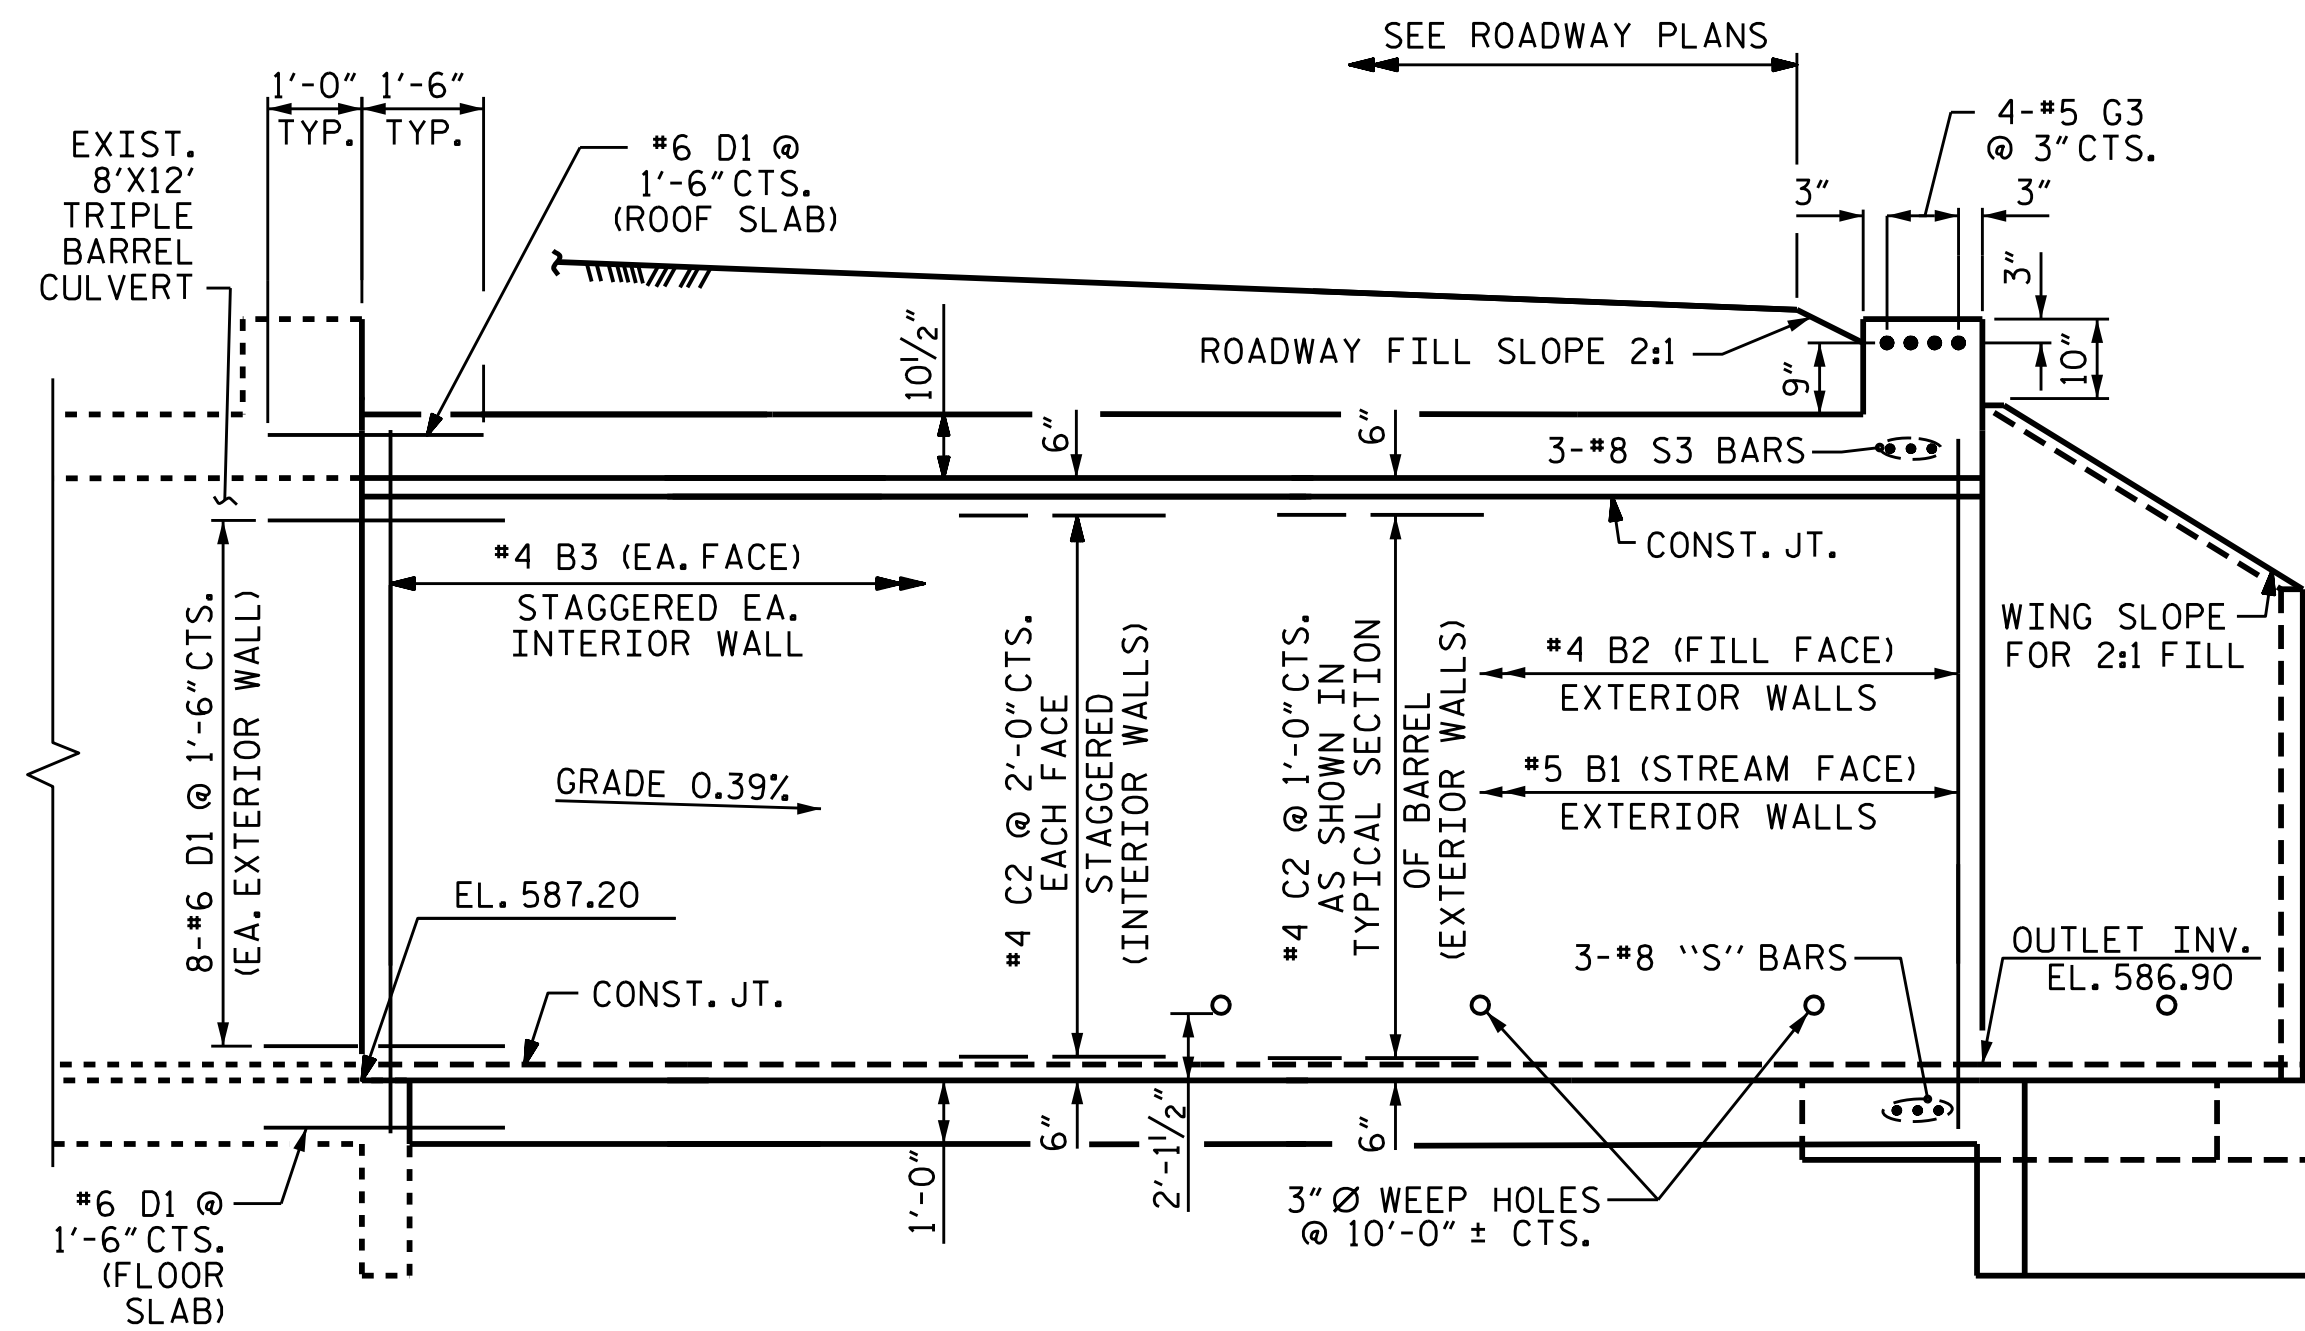 SEE ROADWAY PLANS
1'-0" 1'-6"
TYP. TYP.
EXIST.
8'X12'
TRIPLE
BARREL
CULVERT
#6 D1 @
1'-6" CTS.
(ROOF SLAB)
4-#5 G3
@ 3" CTS.
3"
3"
3"
10"
ROADWAY FILL SLOPE 2:1
9"
10 1/2"
6"
6"
3-#8 S3 BARS
CONST. JT.
#4 B3 (EA. FACE)
STAGGERED EA.
INTERIOR WALL
8-#6 D1 @ 1'-6" CTS.
(EA. EXTERIOR WALL)
#4 C2 @ 2'-0" CTS.
EACH FACE
STAGGERED
(INTERIOR WALLS)
#4 C2 @ 1'-0" CTS.
AS SHOWN IN
TYPICAL SECTION
OF BARREL
(EXTERIOR WALLS)
#4 B2 (FILL FACE)
EXTERIOR WALLS
#5 B1 (STREAM FACE)
EXTERIOR WALLS
WING SLOPE
FOR 2:1 FILL
GRADE 0.39%
EL. 587.20
CONST. JT.
3-#8 "S" BARS
OUTLET INV.
EL. 586.90
1'-0"
6"
2'-1 1/2"
6"
3" Ø WEEP HOLES
@ 10'-0" ± CTS.
#6 D1 @
1'-6" CTS.
(FLOOR
SLAB)